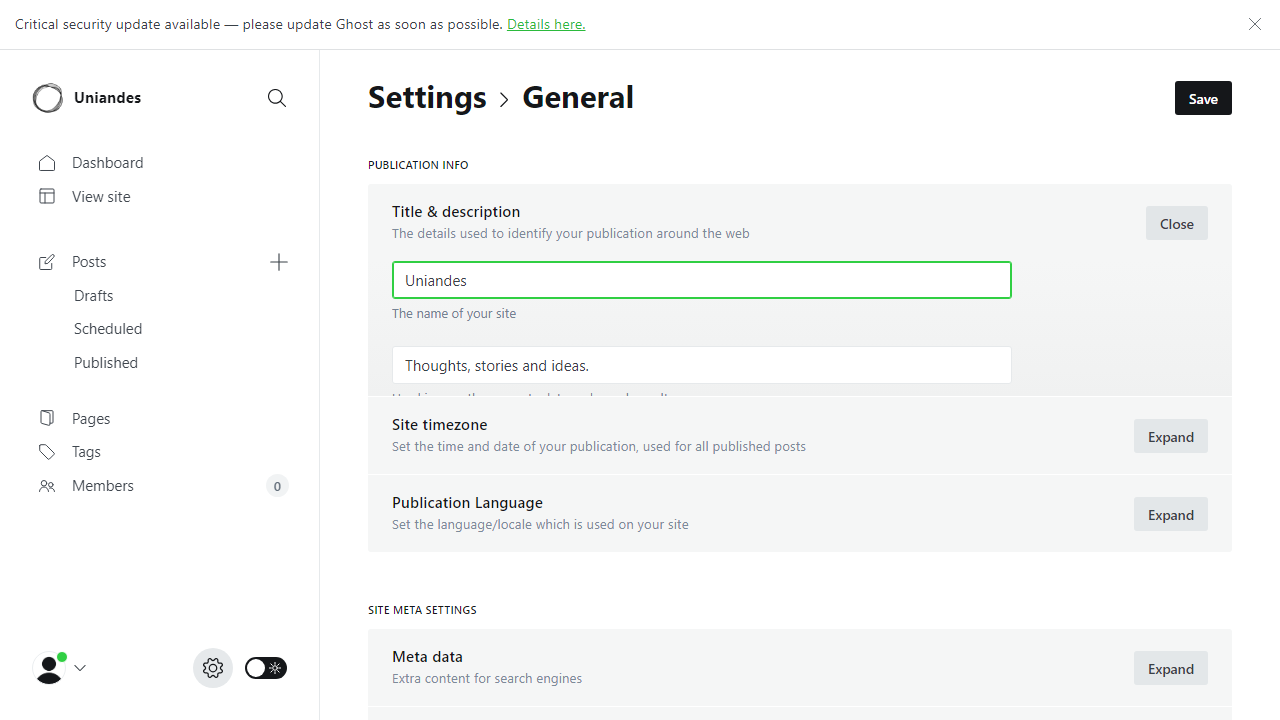 Critical security update available — please update Ghost as soon as possible. Details here.
Uniandes
Settings
General
Save
Dashboard
View site
PUBLICATION INFO
Title & description
The details used to identify your publication around the web
Close
Posts
Uniandes
Drafts
The name of your site
Scheduled
Published
Thoughts, stories and ideas.
Pages
Site timezone
Set the time and date of your publication, used for all published posts
Expand
Tags
Members
0
Publication Language
Set the language/locale which is used on your site
Expand
SITE META SETTINGS
Meta data
Extra content for search engines
Expand